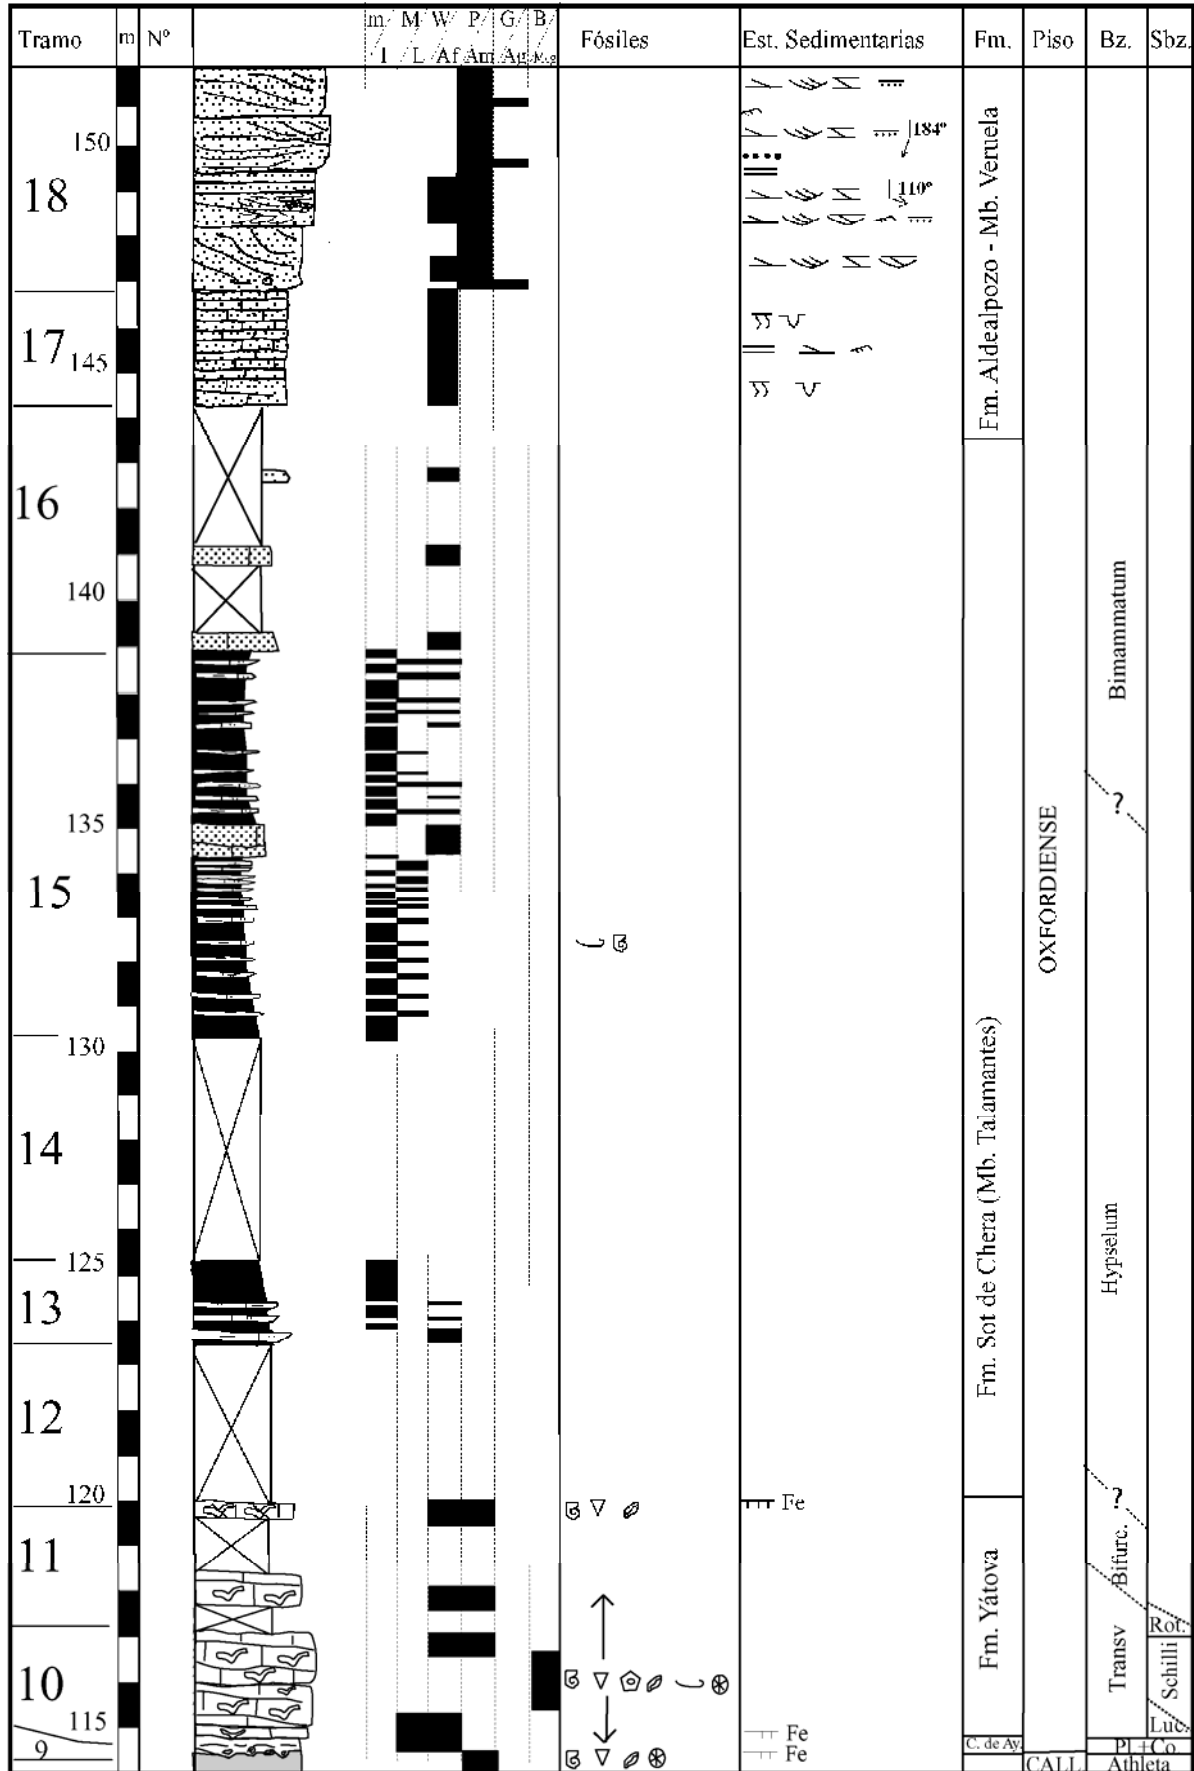 Tramo m Nº m M W P G B Fósiles Est. Sedimentarias Fm. Piso Bz. Sbz.
I L Af Am Ag
150
184º
18
110º
Fm. Aldealpozo - Mb. Veruela
17
145
16
140
Bimammatum
?
135
OXFORDIENSE
15
130
Fm. Sot de Chera (Mb. Talamantes)
14
Hypselum
125
13
12
120
Fe
?
11
Bifurc.
Fm. Yátova
Rot.
Transv
Schilli
10
115
Luc.
Fe
9
Fe
C. de Ay.
Pl+Co
CALL
Athleta